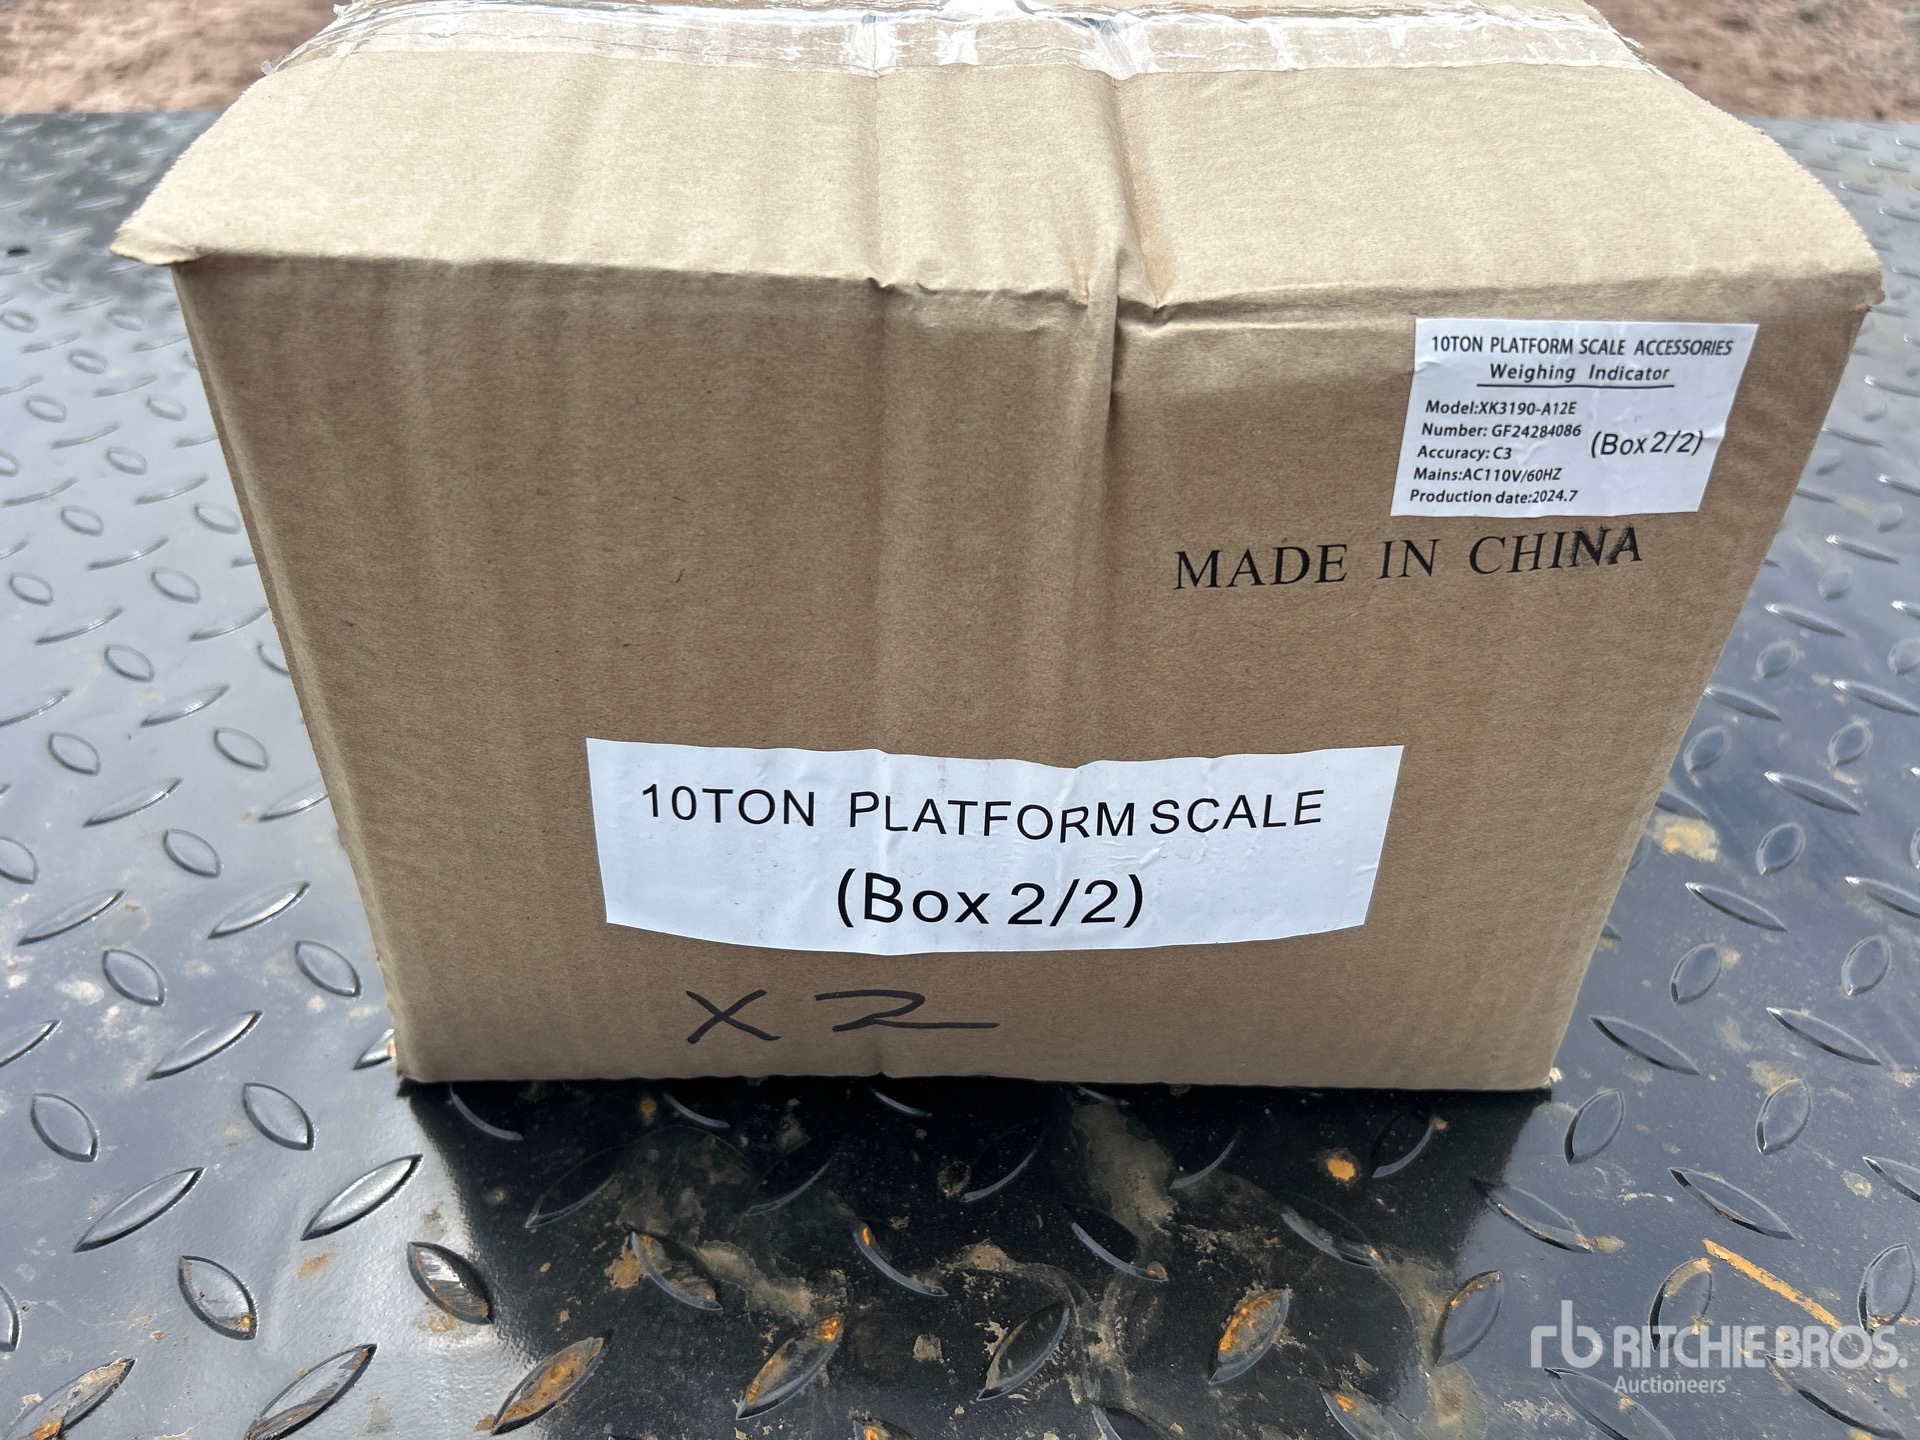 10TON PLATFORM SCALE ACCESSORIES
Weighing Indicator
Model:XK3190-A12E
Number: GF24284086
(Box 2/2)
Accuracy: C3
Mains:AC110V/60HZ
Production date:2024.7
MADE IN CHINA
10TON PLATFORM SCALE
(Box 2/2)
X2
rb RITCHIE BROS.
Auctioneers